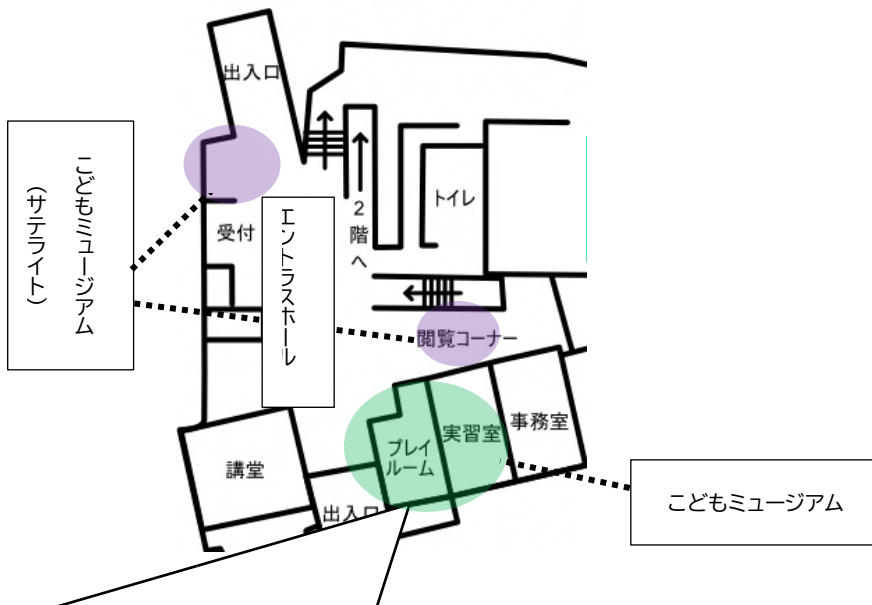 出入口
こどもミュージアム
（サテライト）
受付
エントラスホール
2階へ
トイレ
閲覧コーナー
プレイ
ルーム
実習室
事務室
講堂
出入口
こどもミュージアム